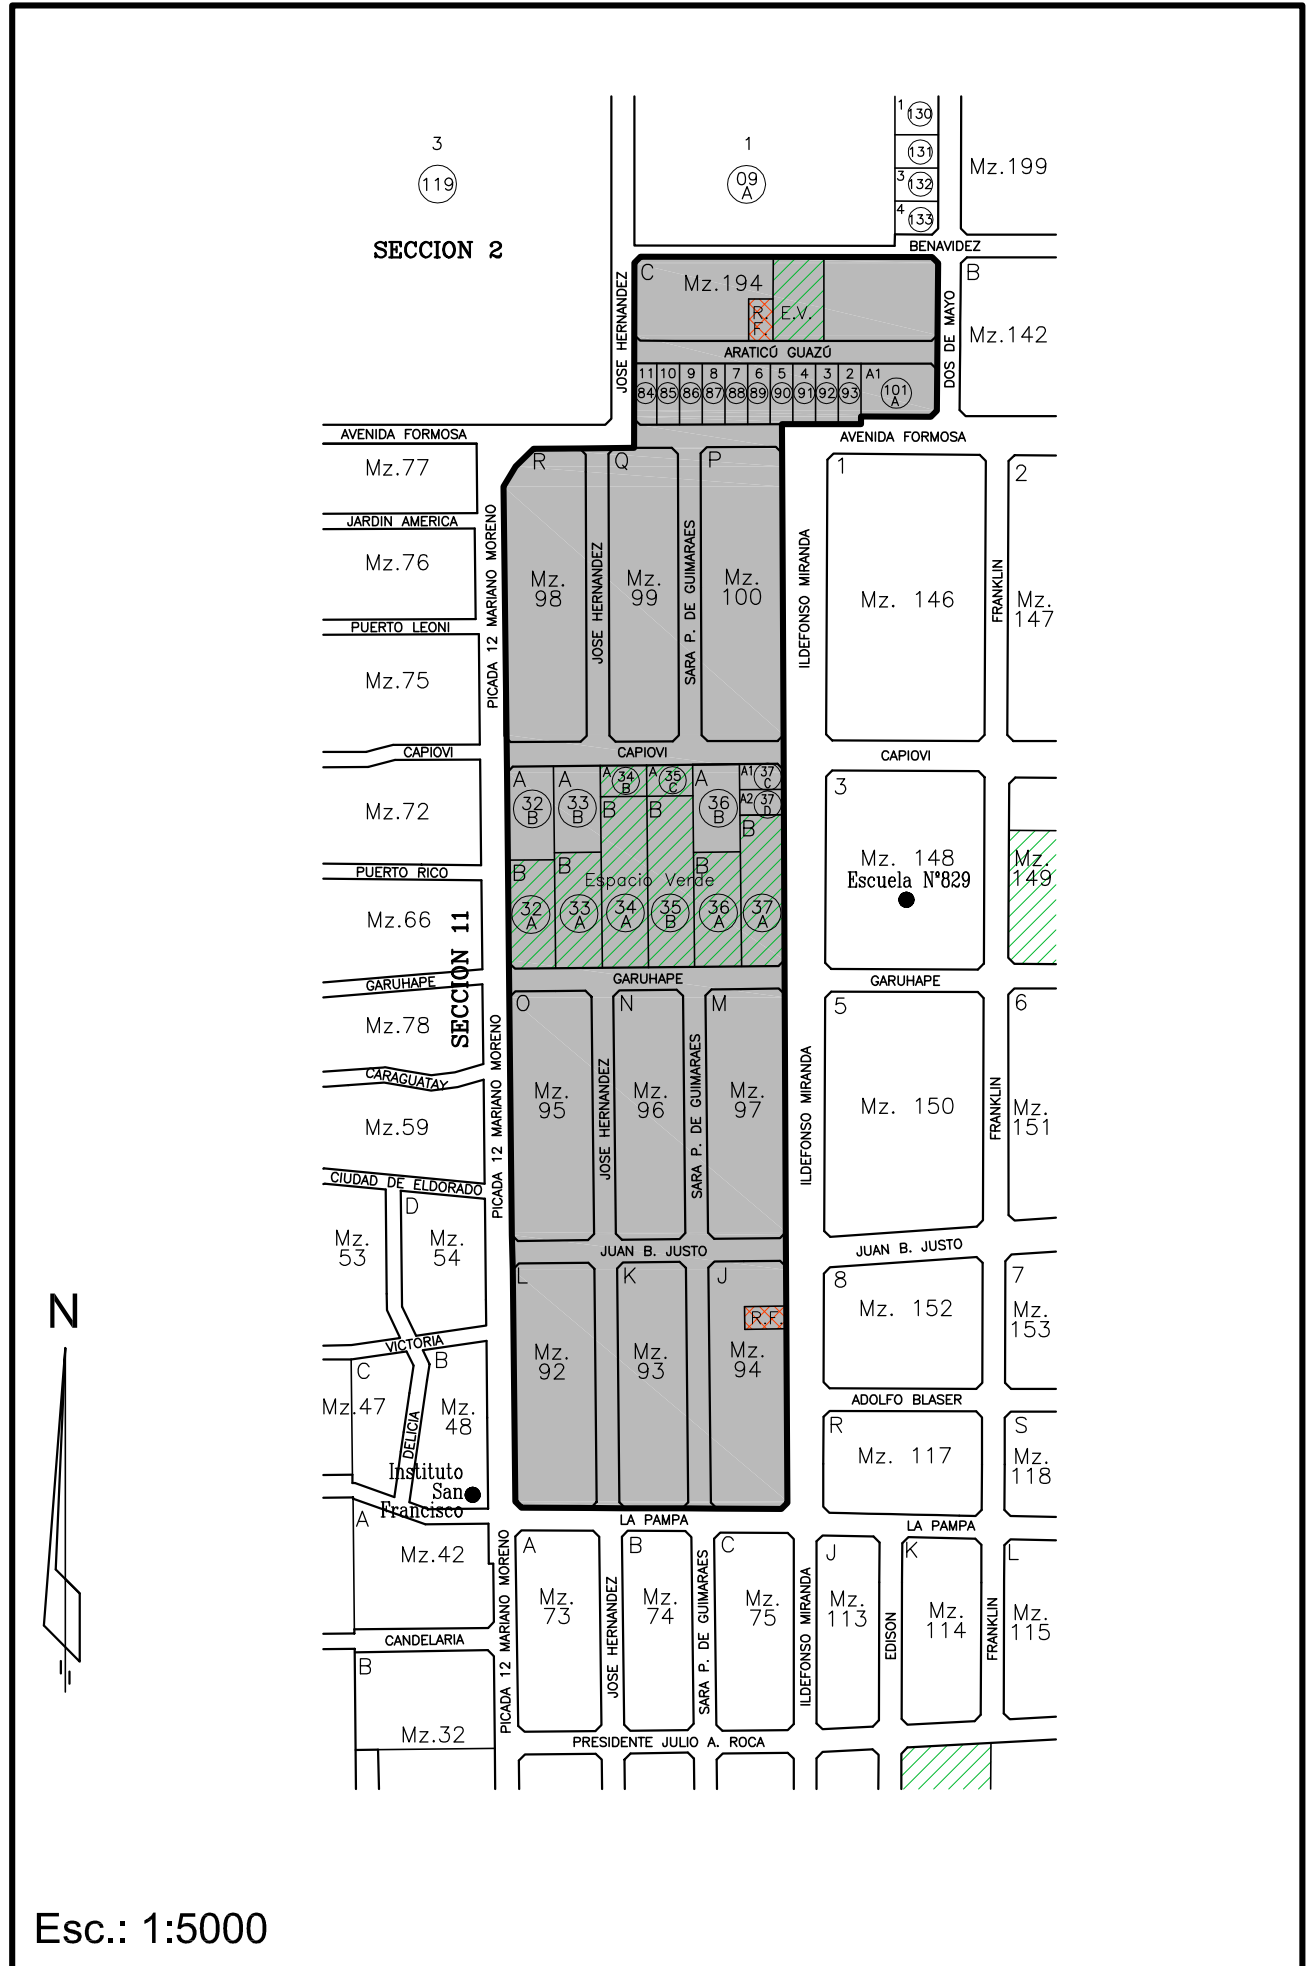 3
119
SECCION 2
1
09
A
1
130
131
3
132
4
133
Mz.199
BENAVIDEZ
C
Mz.194
R.
F.
E.V.
JOSE HERNANDEZ
DOS DE MAYO
B
Mz.142
ARATICÚ GUAZÚ
11
10
9
8
7
6
5
4
3
2
A1
84
85
86
87
88
89
90
91
92
93
101
A
AVENIDA FORMOSA
AVENIDA FORMOSA
Mz.77
JARDIN AMERICA
Mz.76
PUERTO LEONI
Mz.75
CAPIOVI
PICADA 12 MARIANO MORENO
R
Mz.
98
JOSE HERNANDEZ
Q
Mz.
99
SARA P. DE GUIMARAES
P
Mz.
100
ILDEFONSO MIRANDA
1
Mz. 146
FRANKLIN
2
Mz.
147
CAPIOVI
CAPIOVI
Mz.72
PUERTO RICO
Mz.66
SECCION 11
GARUHAPE
A
32
B
A
33
B
A
34
B
A
35
C
A
36
B
A1
37
C
A2
37
D
B
B
B
B
B
B
Espacio Verde
32
A
33
A
34
A
35
B
36
A
37
A
3
Mz. 148
Escuela N°829
Mz.
149
GARUHAPE
GARUHAPE
Mz.78
CARAGUATAY
Mz.59
CIUDAD DE ELDORADO
PICADA 12 MARIANO MORENO
O
Mz.
95
JOSE HERNANDEZ
N
Mz.
96
SARA P. DE GUIMARAES
M
Mz.
97
ILDEFONSO MIRANDA
5
Mz. 150
FRANKLIN
6
Mz.
151
D
Mz.
53
Mz.
54
JUAN B. JUSTO
JUAN B. JUSTO
VICTORIA
L
Mz.
92
K
Mz.
93
J
R.F.
Mz.
94
8
Mz. 152
7
Mz.
153
ADOLFO BLASER
C
Mz.47
DELICIA
B
Mz.
48
Instituto
San
Francisco
R
Mz. 117
S
Mz.
118
LA PAMPA
LA PAMPA
A
Mz.42
CANDELARIA
B
Mz.32
PICADA 12 MARIANO MORENO
A
Mz.
73
JOSE HERNANDEZ
B
Mz.
74
SARA P. DE GUIMARAES
C
Mz.
75
ILDEFONSO MIRANDA
J
Mz.
113
EDISON
K
Mz.
114
FRANKLIN
L
Mz.
115
PRESIDENTE JULIO A. ROCA
N
Esc.: 1:5000